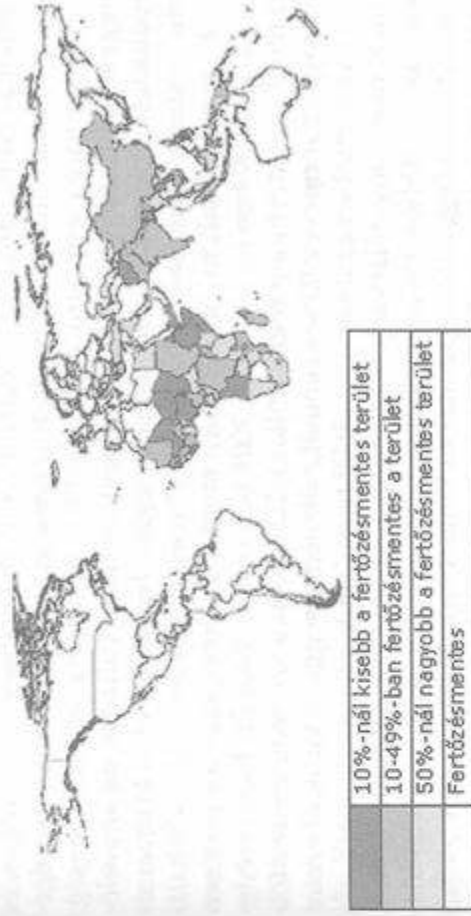 10%-nál kisebb a fertőzésmentes terület
10-49%-ban fertőzésmentes a terület
50%-nál nagyobb a fertőzésmentes terület
Fertőzésmentes